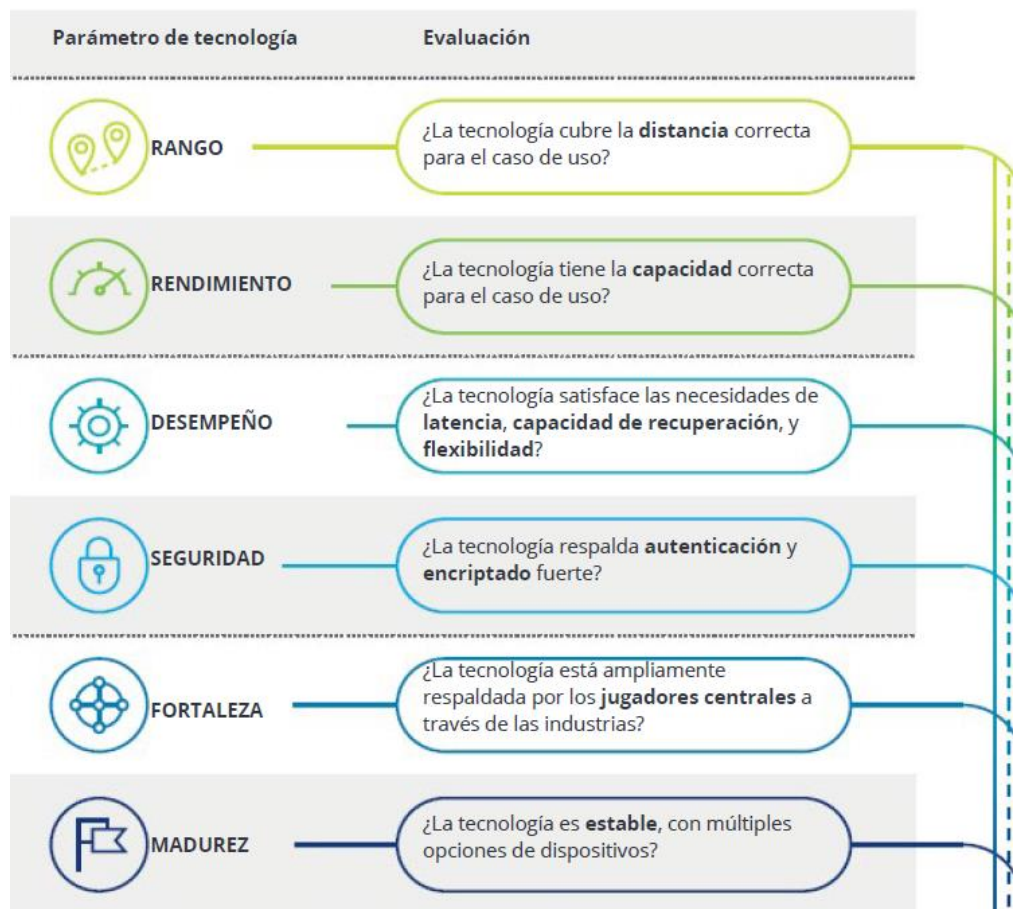 Parámetro de tecnología
Evaluación
RANGO
¿La tecnología cubre la distancia correcta
para el caso de uso?
RENDIMIENTO
¿La tecnología tiene la capacidad correcta
para el caso de uso?
DESEMPEÑO
¿La tecnología satisface las necesidades de
latencia, capacidad de recuperación, y
flexibilidad?
SEGURIDAD
¿La tecnología respalda autenticación y
encriptado fuerte?
FORTALEZA
¿La tecnología está ampliamente
respaldada por los jugadores centrales a
través de las industrias?
MADUREZ
¿La tecnología es estable, con múltiples
opciones de dispositivos?